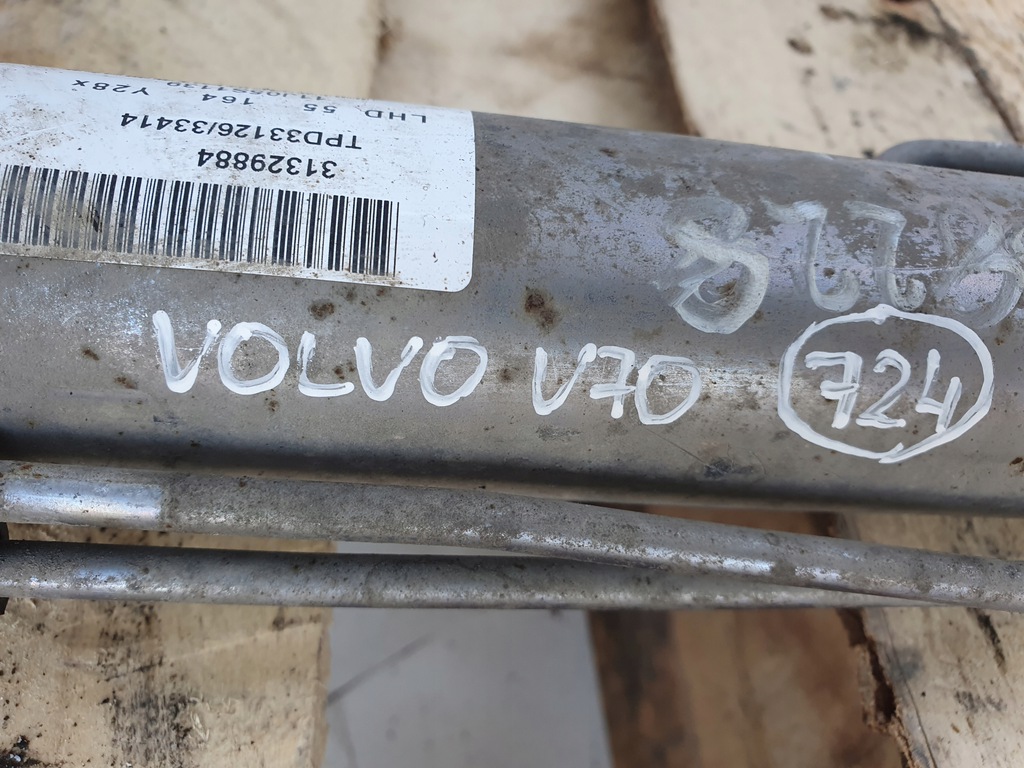 31329884
TPD33126/33414
LHD 55 164 Y28x
VOLVO V70 724